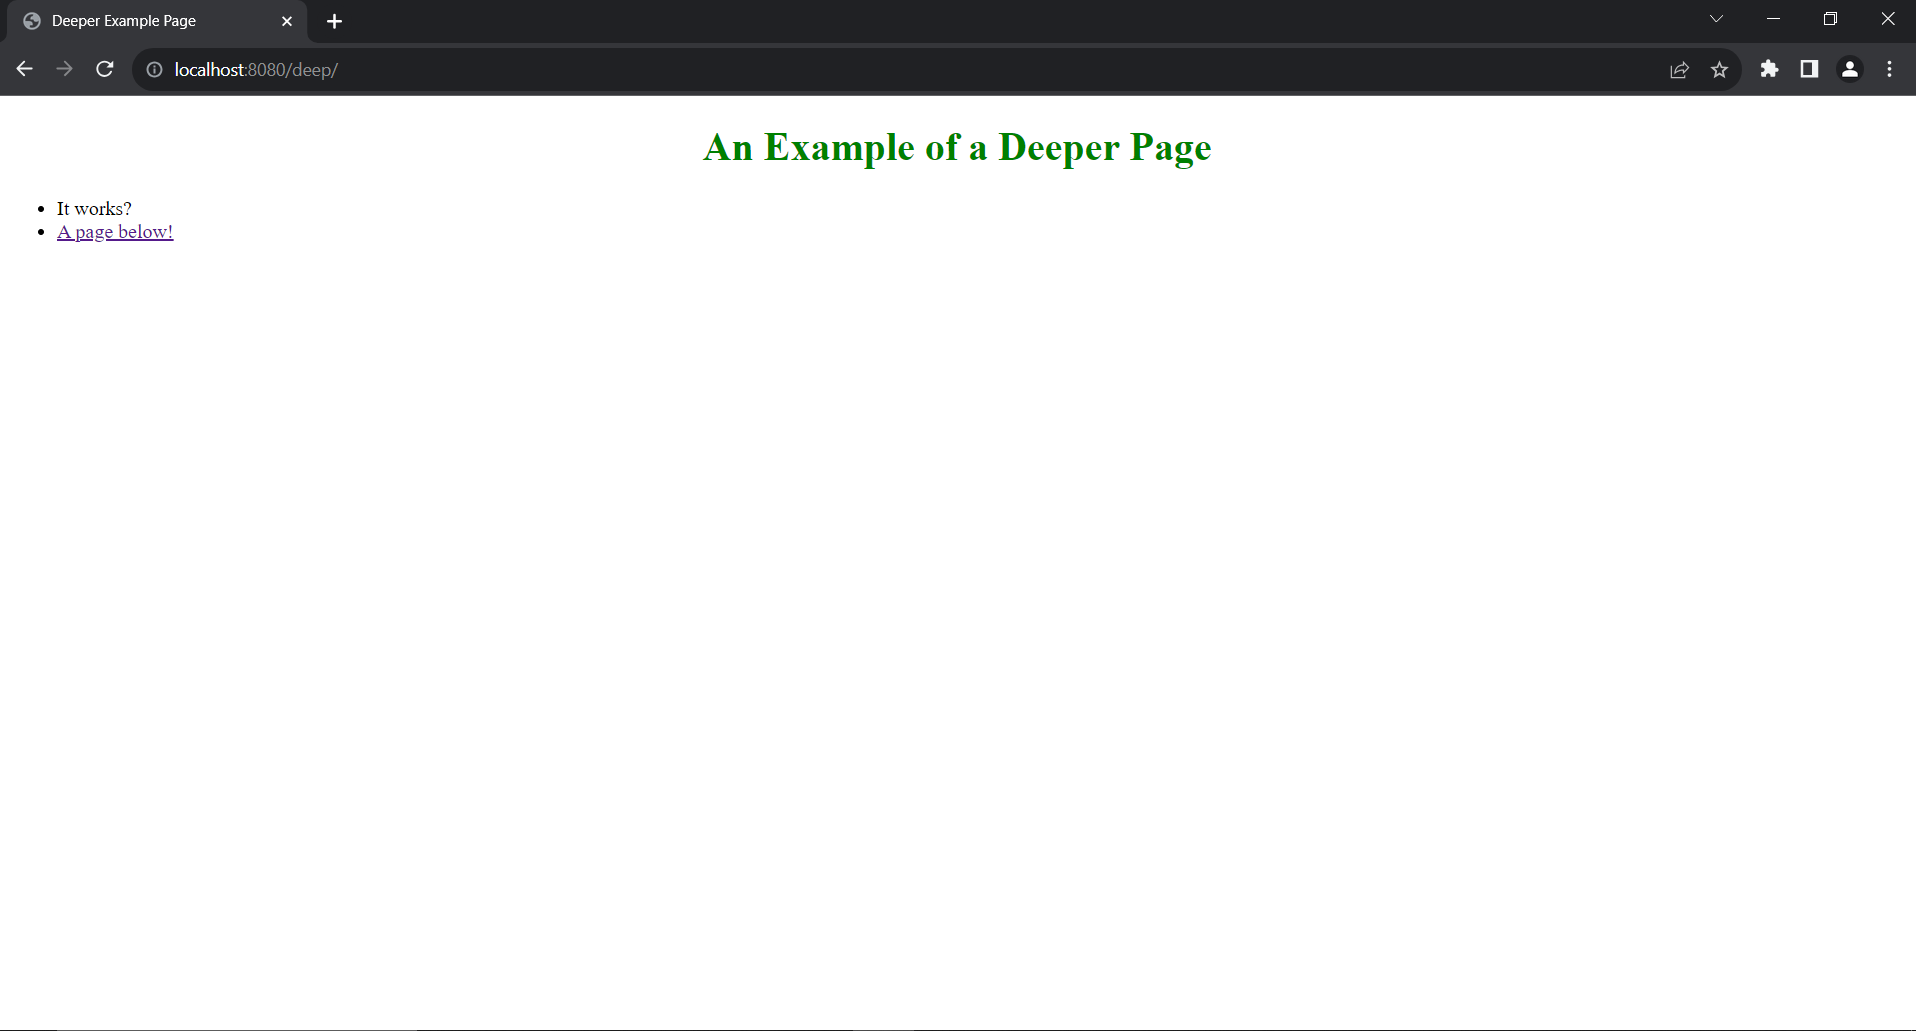 Deeper Example Page
localhost:8080/deep/
An Example of a Deeper Page
It works?
A page below!